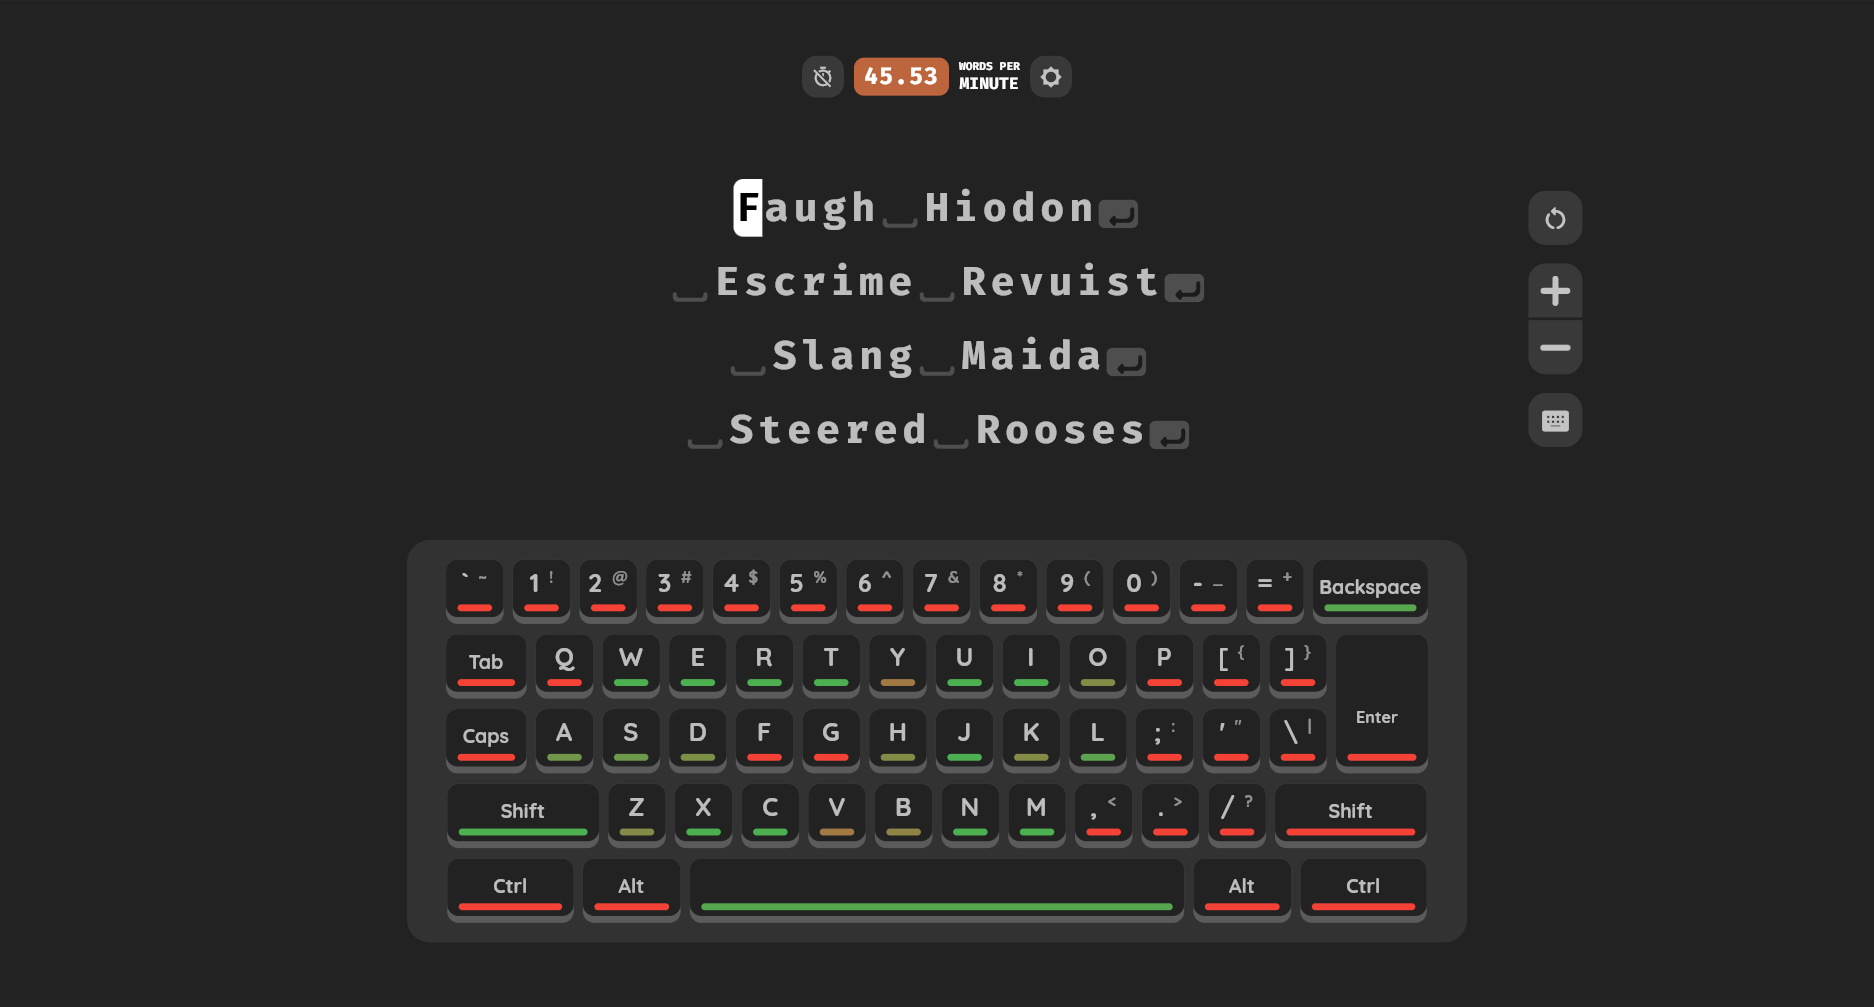 45.53 WORDS PER MINUTE
Faugh Hiodon
Escrime Revuist
Slang Maida
Steered Rooses
` ~ 1 ! 2 @ 3 # 4 $ 5 % 6 ^ 7 & 8 * 9 ( 0 ) - _ = + Backspace
Tab Q W E R T Y U I O P [ { ] }
Caps A S D F G H J K L ; : ' " \ | Enter
Shift Z X C V B N M , < . > / ? Shift
Ctrl Alt Alt Ctrl